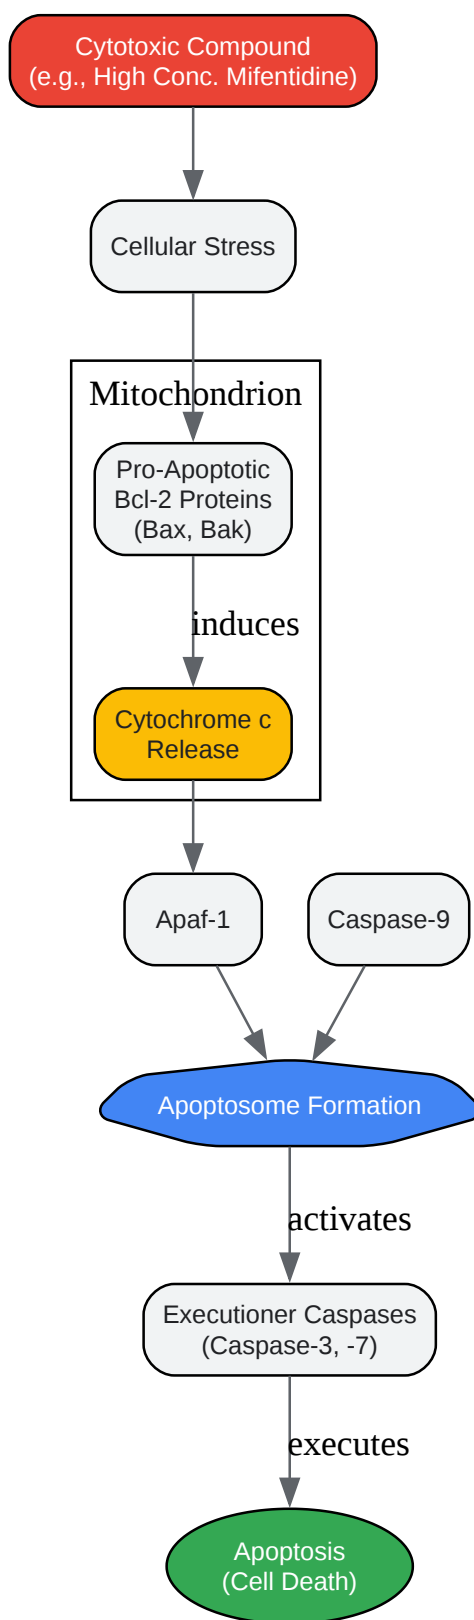 Cytotoxic Compound
(e.g., High Conc. Mifentidine)
Cellular Stress
Mitochondrion
Pro-Apoptotic
Bcl-2 Proteins
(Bax, Bak)
induces
Cytochrome c
Release
Apaf-1
Caspase-9
Apoptosome Formation
activates
Executioner Caspases
(Caspase-3, -7)
executes
Apoptosis
(Cell Death)